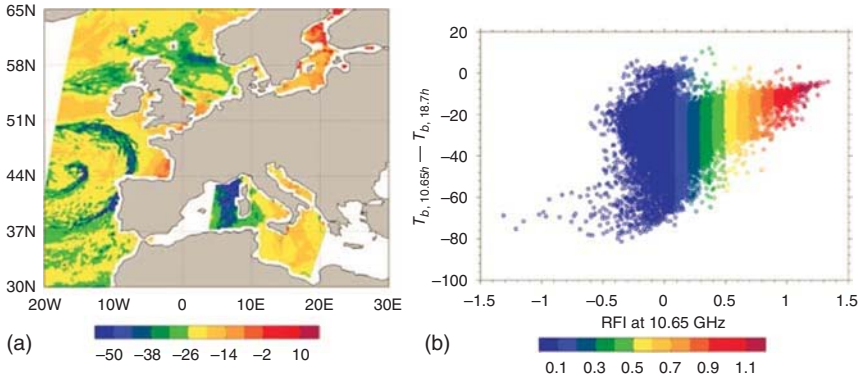 65N
58N
51N
44N
37N
30N
20W 10W 0 10E 20E 30E
−50 −38 −26 −14 −2 10
(a)
T_b, 10.65h − T_b, 18.7h
20
0
−20
−40
−60
−80
−100
−1.5 −1 −0.5 0 0.5 1 1.5
RFI at 10.65 GHz
0.1 0.3 0.5 0.7 0.9 1.1
(b)